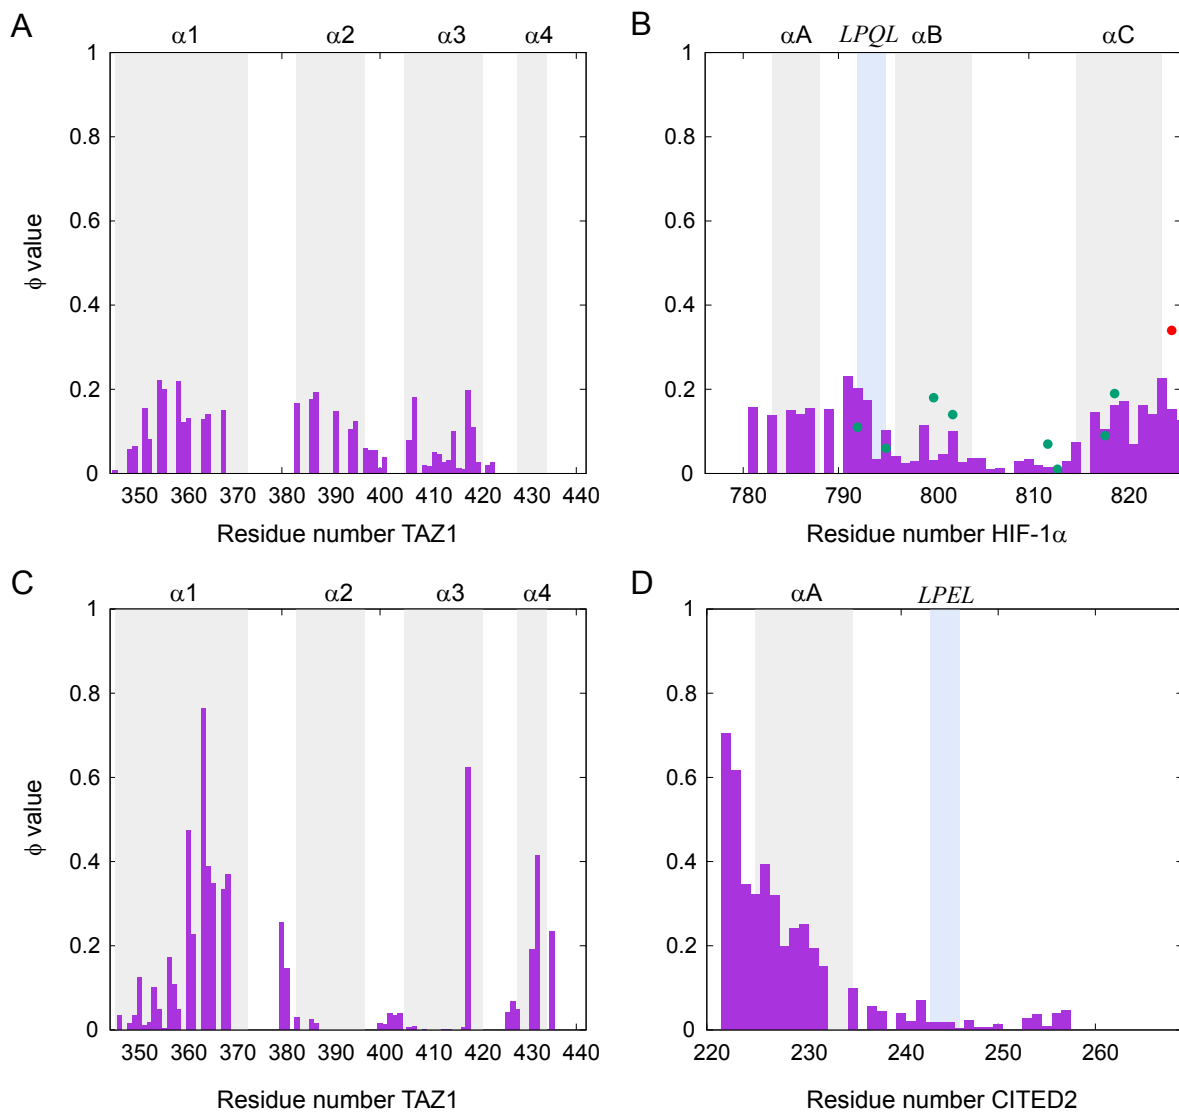 A
α1 α2 α3 α4
1
0.8
0.6
0.4
0.2
0
ϕ value
350 360 370 380 390 400 410 420 430 440
Residue number TAZ1
B
αA LPQL αB αC
1
0.8
0.6
0.4
0.2
0
780 790 800 810 820
Residue number HIF-1α
C
α1 α2 α3 α4
1
0.8
0.6
0.4
0.2
0
ϕ value
350 360 370 380 390 400 410 420 430 440
Residue number TAZ1
D
αA LPEL
1
0.8
0.6
0.4
0.2
0
220 230 240 250 260
Residue number CITED2